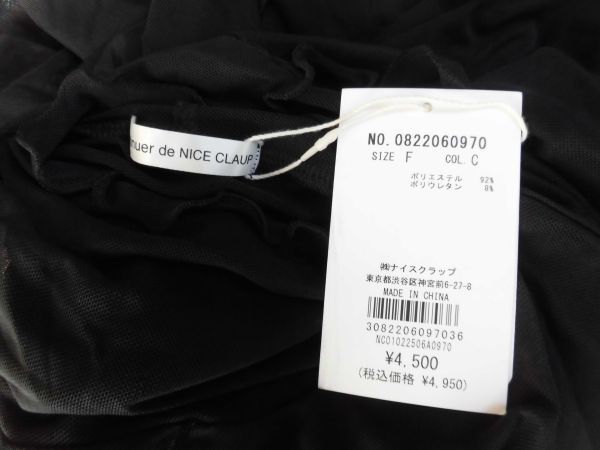 nuer de NICE CLAUP
NO. 0822060970
SIZE F COL. C
ポリエステル 92%
ポリウレタン 8%
㈱ナイスクラップ
東京都渋谷区神宮前6-27-8
MADE IN CHINA
3082206097036
NC01022506A0970
¥4,500
(税込価格 ¥4,950)